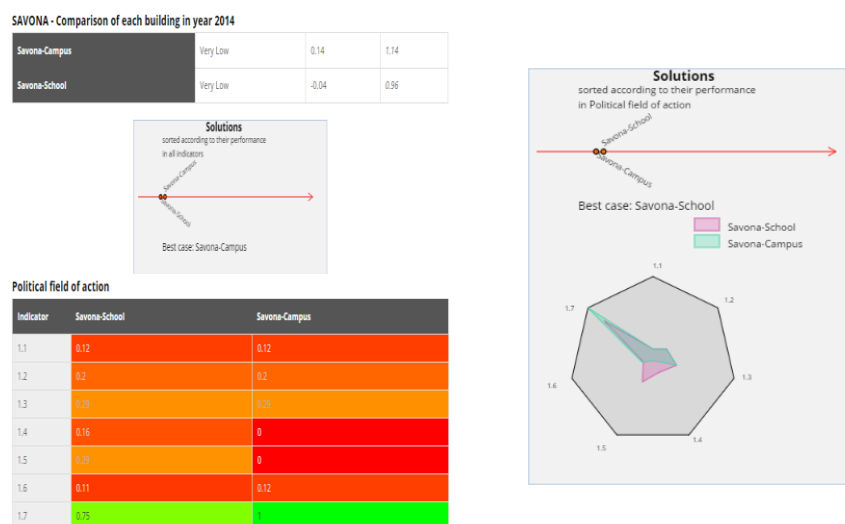 SAVONA - Comparison of each building in year 2014
Savona-Campus Very Low 0.14 1.14
Savona-School Very Low -0.04 0.96
Solutions
sorted according to their performance
in all indicators
Savona-Campus
Savona-School
Best case: Savona-Campus
Political field of action
Indicator Savona-School Savona-Campus
1.1 0.12 0.12
1.2 0.2 0.2
1.3 0.29 0.29
1.4 0.16 0
1.5 0.29 0
1.6 0.11 0.12
1.7 0.75 1
Solutions
sorted according to their performance
in Political field of action
Savona-School
Savona-Campus
Best case: Savona-School
Savona-School
Savona-Campus
1.1
1.2
1.3
1.4
1.5
1.6
1.7